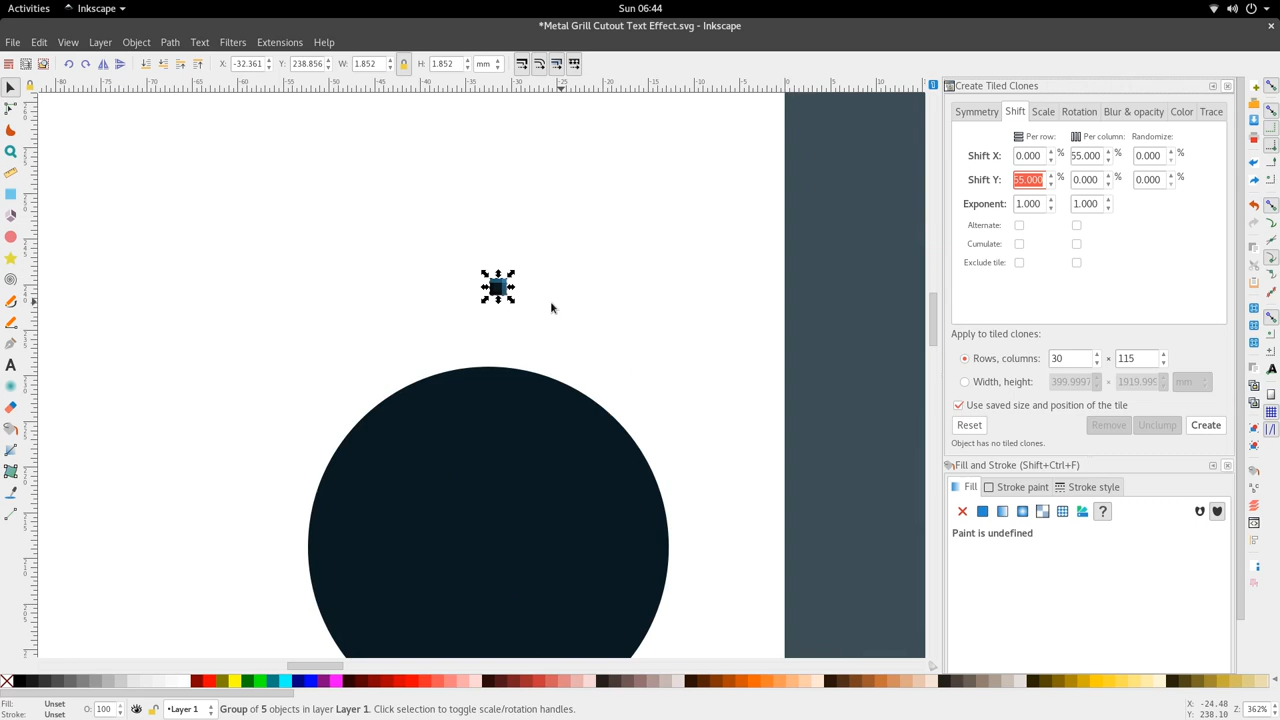 Activities
Inkscape
Sun 06:44
*Metal Grill Cutout Text Effect.svg - Inkscape
File Edit View Layer Object Path Text Filters Extensions Help
X: -32.361 Y: 238.856 W: 1.852 H: 1.852 mm
Create Tiled Clones
Symmetry Shift Scale Rotation Blur & opacity Color Trace
Per row: Per column: Randomize:
Shift X: 0.000 % 55.000 % 0.000 %
Shift Y: 55.000 % 0.000 % 0.000 %
Exponent: 1.000 1.000
Alternate:
Cumulate:
Exclude tile:
Apply to tiled clones:
Rows, columns: 30 × 115
Width, height: 399.9997 × 1919.999 mm
Use saved size and position of the tile
Reset Remove Unclump Create
Object has no tiled clones.
Fill and Stroke (Shift+Ctrl+F)
Fill Stroke paint Stroke style
Paint is undefined
Fill: Unset
Stroke: Unset
O: 100
•Layer 1
Group of 5 objects in layer Layer 1. Click selection to toggle scale/rotation handles.
X: -24.48
Y: 238.10
Z: 362%